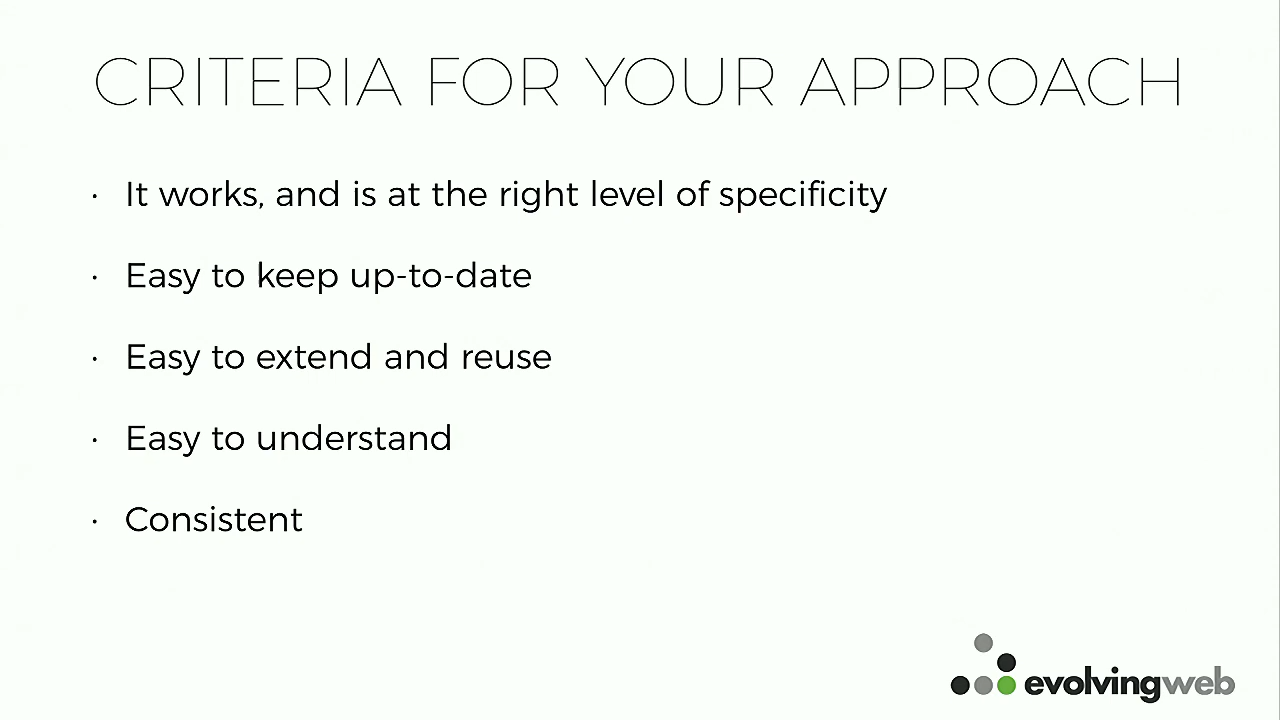 CRITERIA FOR YOUR APPROACH
· It works, and is at the right level of specificity
· Easy to keep up-to-date
· Easy to extend and reuse
· Easy to understand
· Consistent
evolvingweb